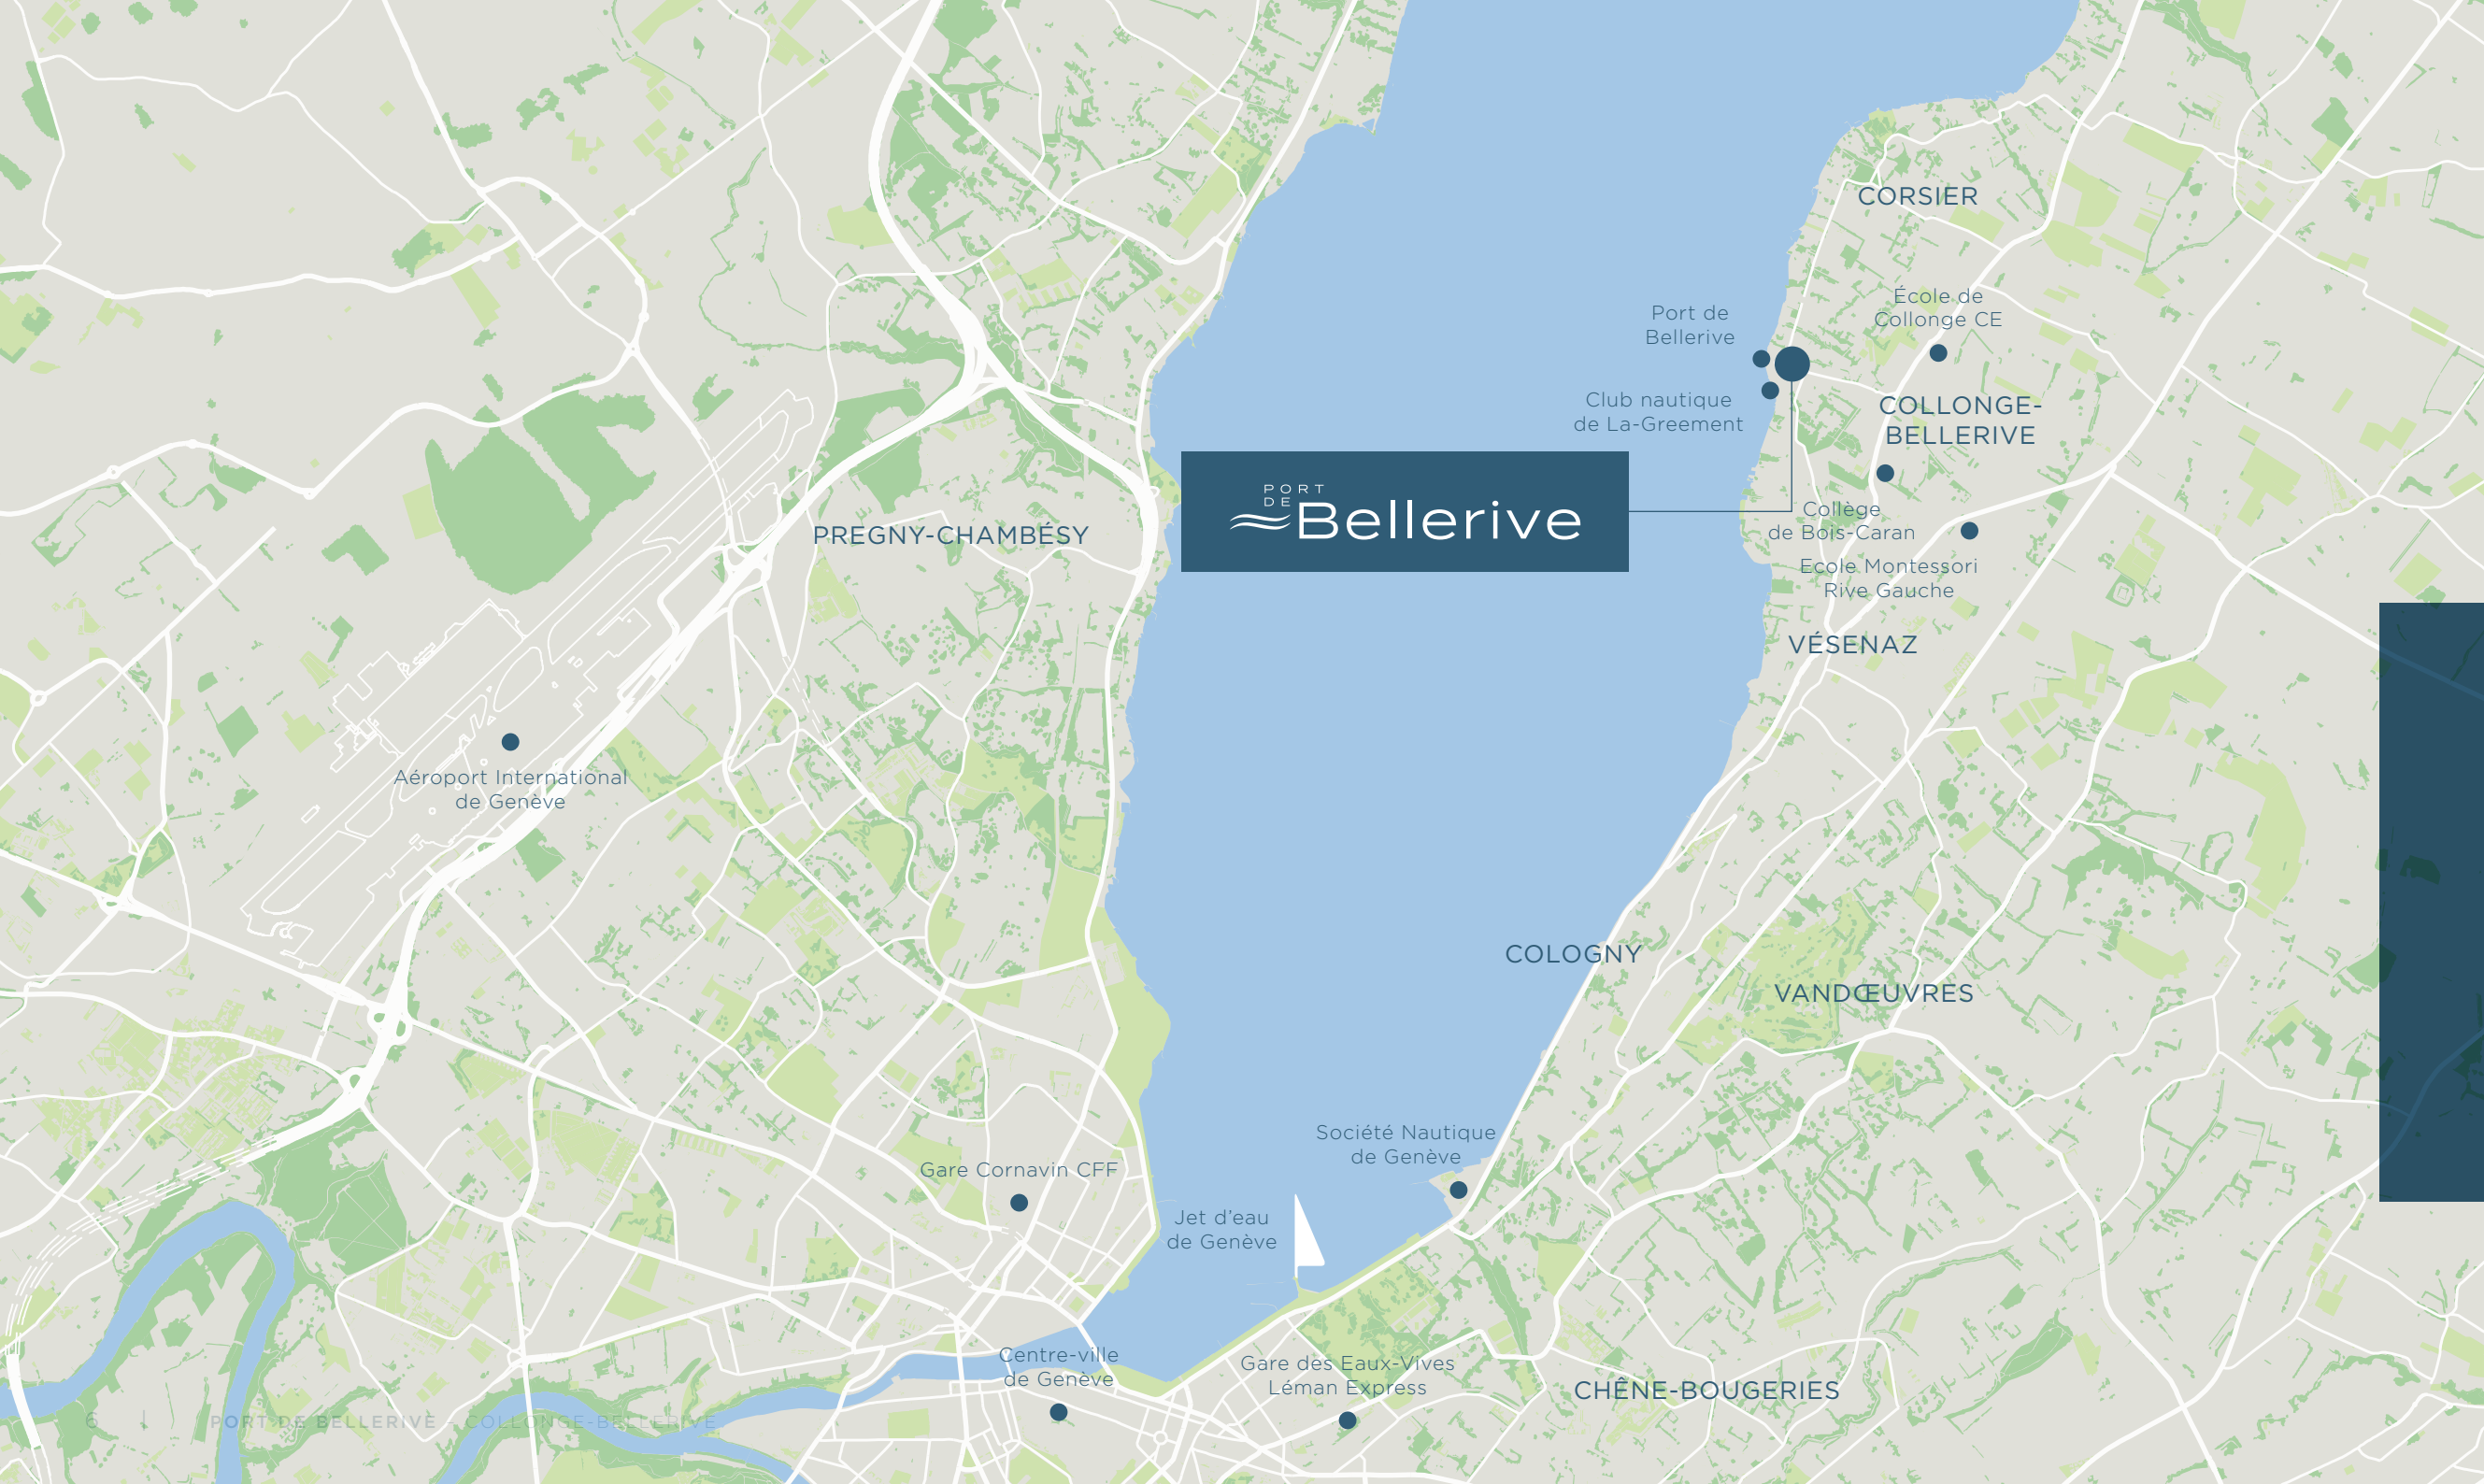 CORSIER
École de
Collonge CE
Port de
Bellerive
Club nautique
de La-Greement
COLLONGE-
BELLERIVE
PORT
DE
Bellerive
Collège
de Bois-Caran
PREGNY-CHAMBÉSY
Ecole Montessori
Rive Gauche
VÉSENAZ
Aéroport International
de Genève
COLOGNY
VANDŒUVRES
Société Nautique
de Genève
Gare Cornavin CFF
Jet d'eau
de Genève
Centre-ville
de Genève
Gare des Eaux-Vives
Léman Express
CHÊNE-BOUGERIES
6 | PORT DE BELLERIVE – COLLONGE-BELLERIVE